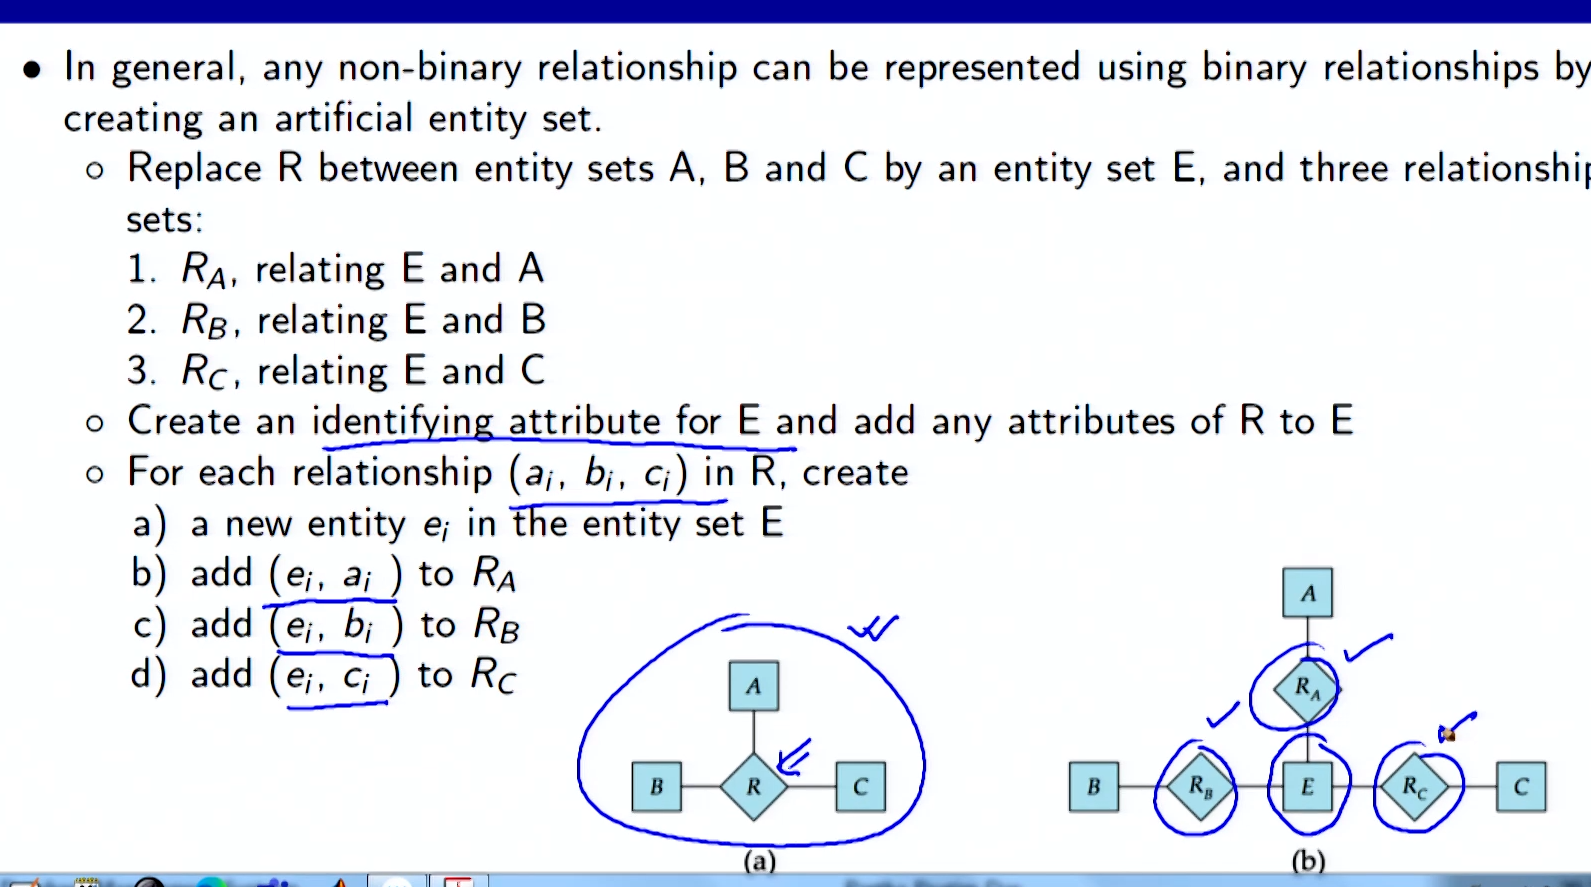 • In general, any non-binary relationship can be represented using binary relationships by
creating an artificial entity set.
◦ Replace R between entity sets A, B and C by an entity set E, and three relationship
sets:
1. R_A, relating E and A
2. R_B, relating E and B
3. R_C, relating E and C
◦ Create an identifying attribute for E and add any attributes of R to E
◦ For each relationship (a_i, b_i, c_i) in R, create
a) a new entity e_i in the entity set E
b) add (e_i, a_i ) to R_A
c) add (e_i, b_i ) to R_B
d) add (e_i, c_i ) to R_C
A
B R C
(a)
A
R_A
B R_B E R_C C
(b)